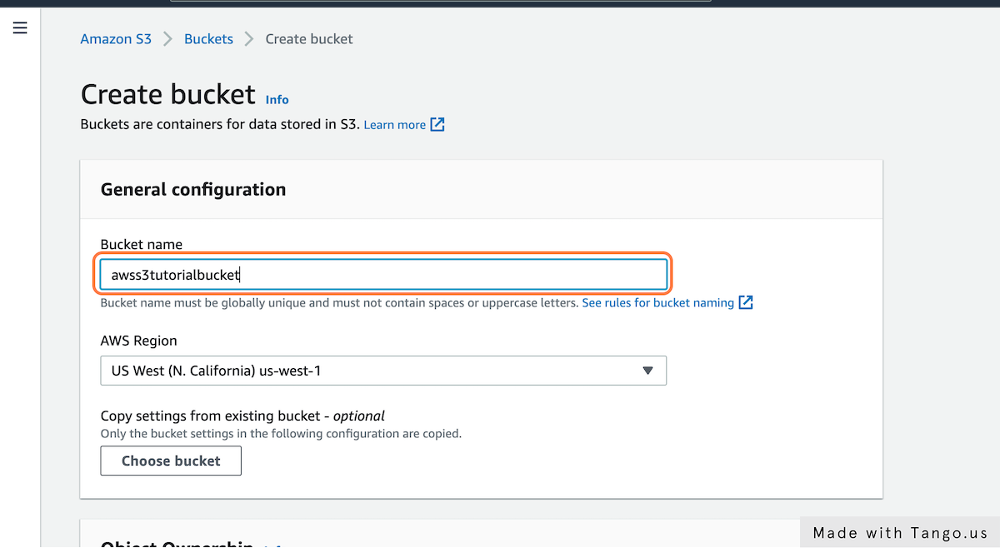 Amazon S3 > Buckets > Create bucket
Create bucket Info
Buckets are containers for data stored in S3. Learn more
General configuration
Bucket name
awss3tutorialbucket
Bucket name must be globally unique and must not contain spaces or uppercase letters. See rules for bucket naming
AWS Region
US West (N. California) us-west-1
Copy settings from existing bucket - optional
Only the bucket settings in the following configuration are copied.
Choose bucket
Object Ownership
Made with Tango.us